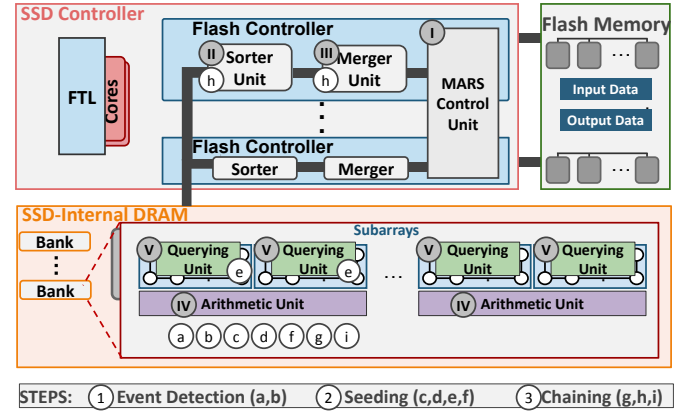 SSD Controller
Flash Memory
Flash Controller
I
II
Sorter
Unit
h
III
Merger
Unit
h
FTL
Cores
MARS
Control
Unit
...
Input Data
Output Data
Flash Controller
Sorter
Merger
...
SSD-Internal DRAM
Subarrays
Bank
Bank
V
Querying
Unit
e
V
Querying
Unit
e
...
V
Querying
Unit
V
Querying
Unit
IV
Arithmetic Unit
IV
Arithmetic Unit
a b c d f g i
STEPS: 1 Event Detection (a,b) 2 Seeding (c,d,e,f) 3 Chaining (g,h,i)